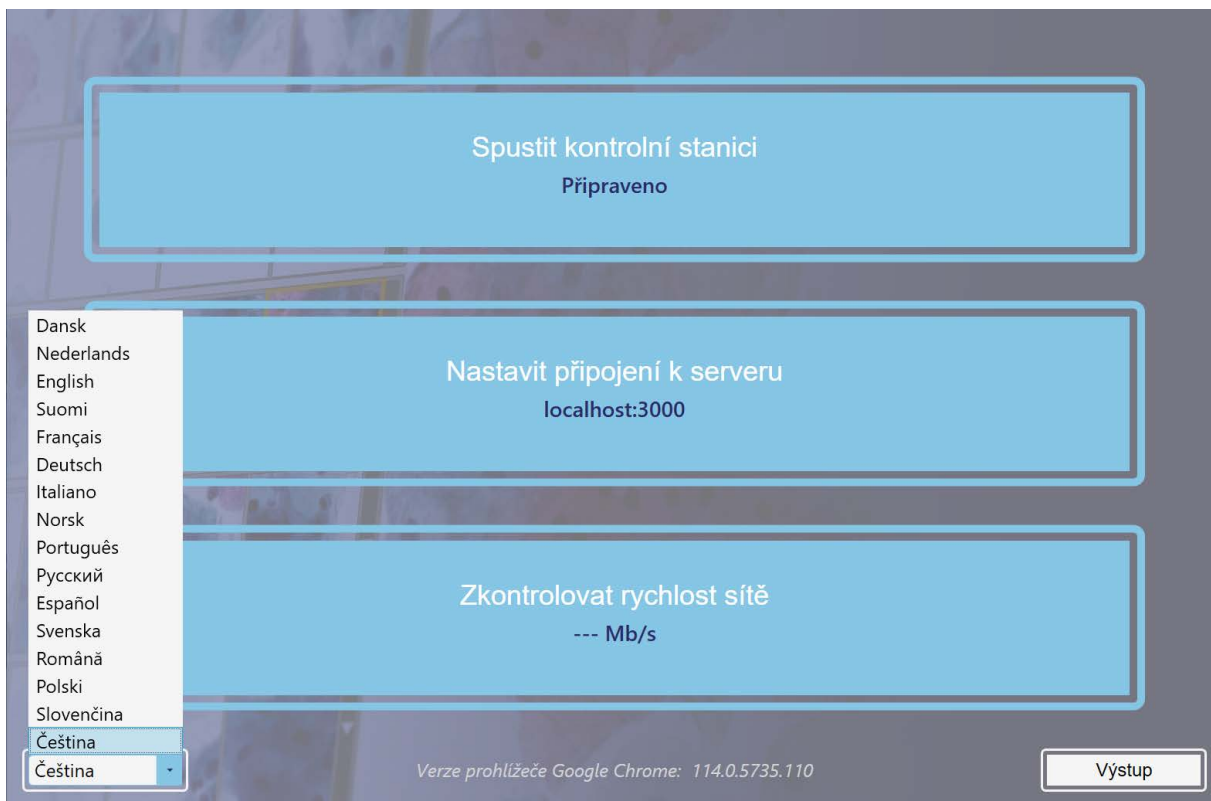 Spustit kontrolní stanici
Připraveno
Nastavit připojení k serveru
localhost:3000
Zkontrolovat rychlost sítě
--- Mb/s
Dansk
Nederlands
English
Suomi
Français
Deutsch
Italiano
Norsk
Português
Русский
Español
Svenska
Română
Polski
Slovenčina
Čeština
Čeština
Verze prohlížeče Google Chrome: 114.0.5735.110
Výstup